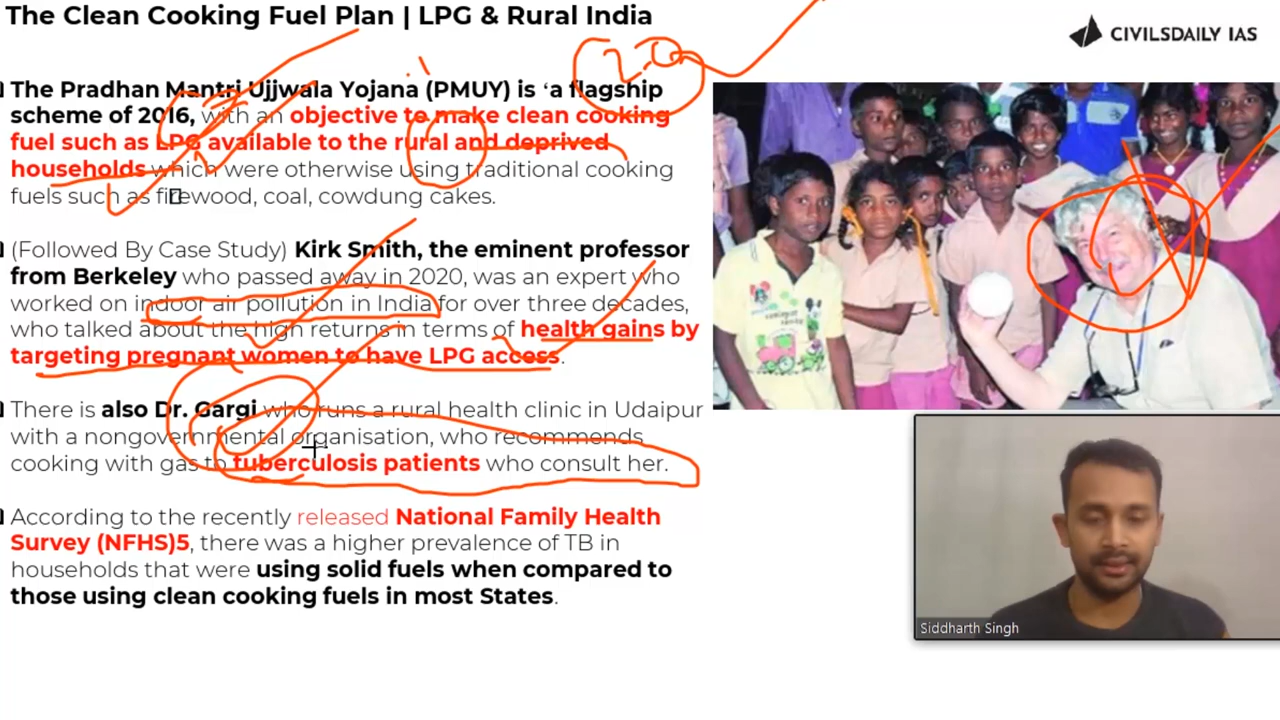 The Clean Cooking Fuel Plan | LPG & Rural India
CIVILSDAILY IAS
The Pradhan Mantri Ujjwala Yojana (PMUY) is ‘a flagship
scheme of 2016, with an objective to make clean cooking
fuel such as LPG available to the rural and deprived
households which were otherwise using traditional cooking
fuels such as firewood, coal, cowdung cakes.
(Followed By Case Study) Kirk Smith, the eminent professor
from Berkeley who passed away in 2020, was an expert who
worked on indoor air pollution in India for over three decades,
who talked about the high returns in terms of health gains by
targeting pregnant women to have LPG access.
There is also Dr. Gargi who runs a rural health clinic in Udaipur
with a nongovernmental organisation, who recommends
cooking with gas to tuberculosis patients who consult her.
According to the recently released National Family Health
Survey (NFHS)5, there was a higher prevalence of TB in
households that were using solid fuels when compared to
those using clean cooking fuels in most States.
Siddharth Singh